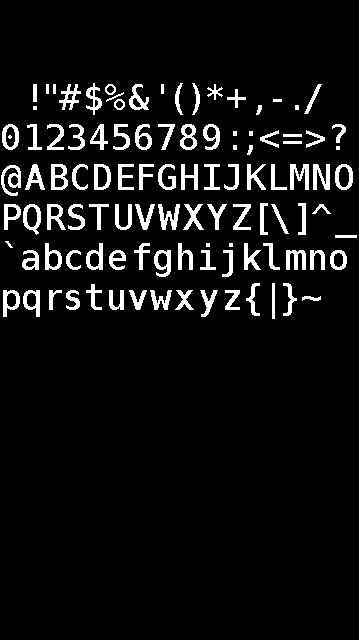 !"#$%&'()*+,-./
0123456789:;<=>?
@ABCDEFGHIJKLMNO
PQRSTUVWXYZ[\]^_
`abcdefghijklmno
pqrstuvwxyz{|}~